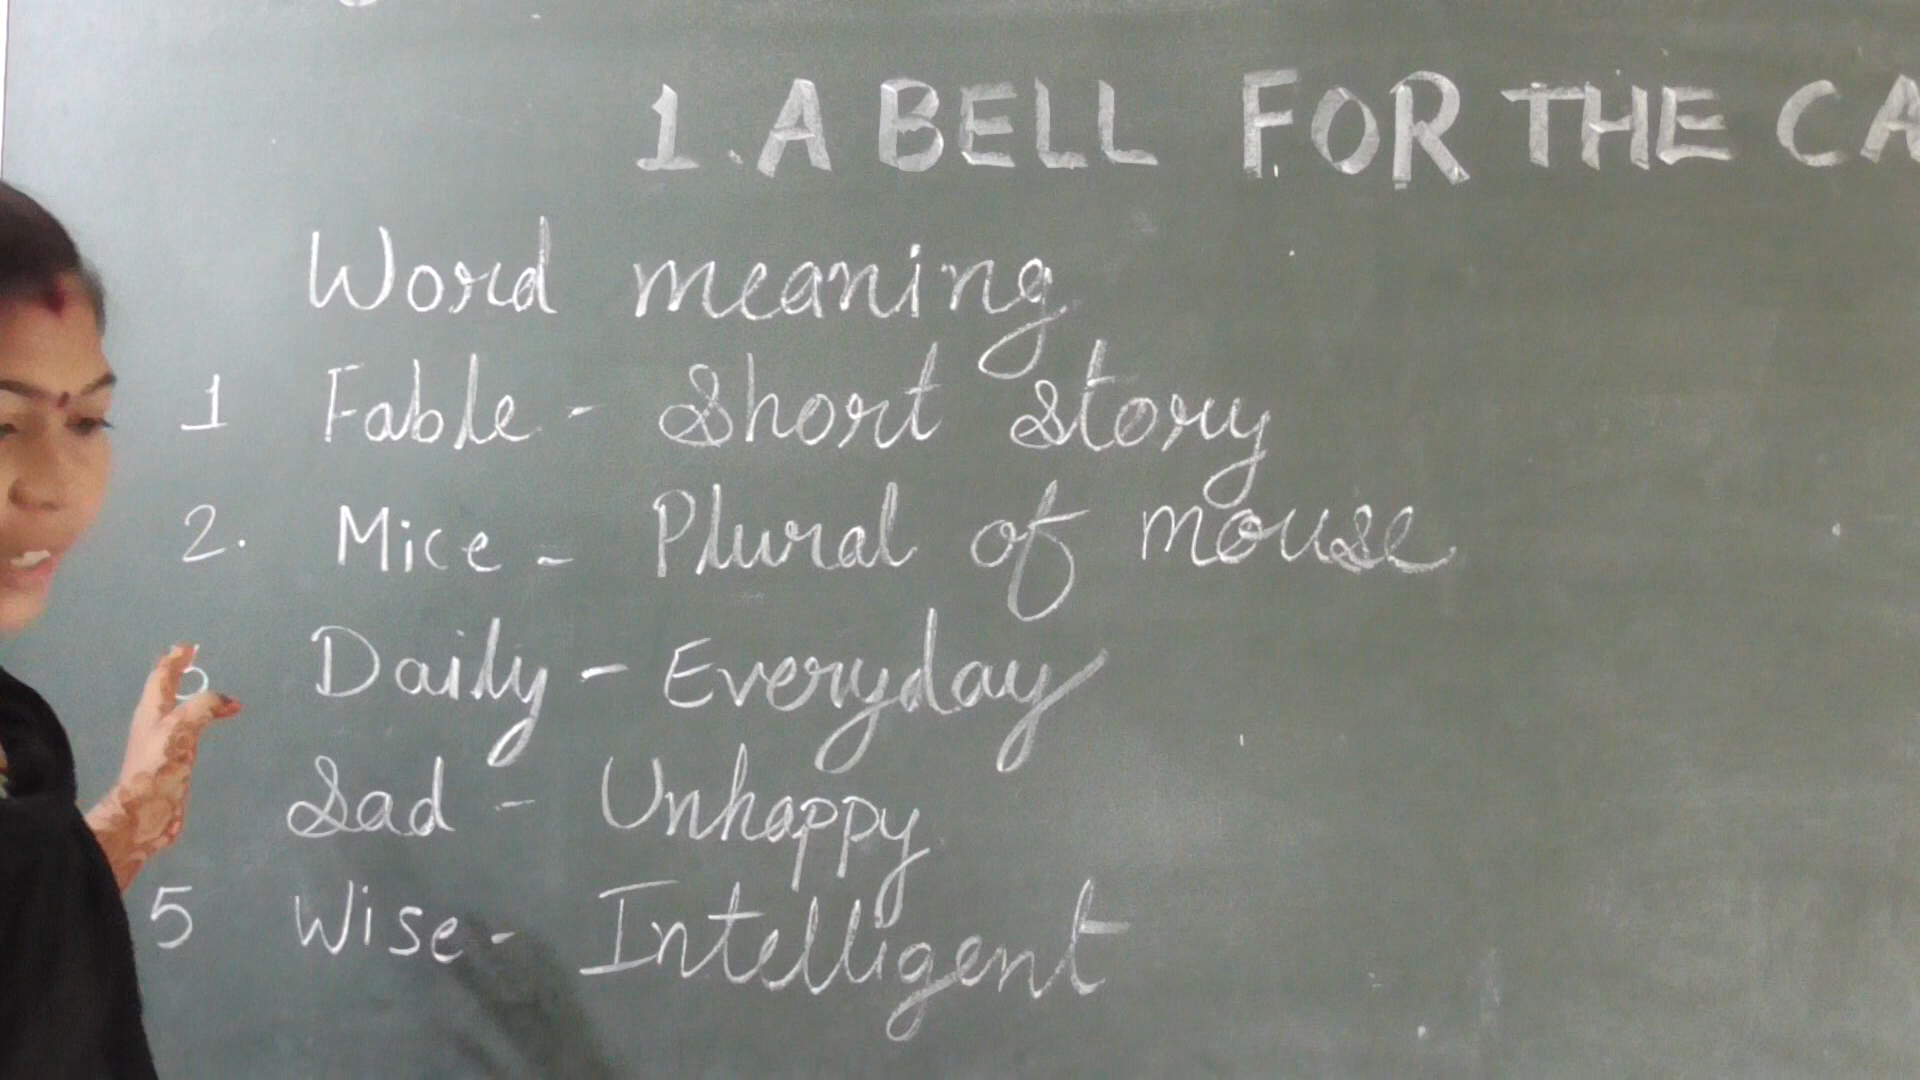 1. A BELL FOR THE CA
Word meaning
1 Fable - Short story
2. Mice - Plural of mouse
3 Daily - Everyday
Sad - Unhappy
5 Wise - Intelligent